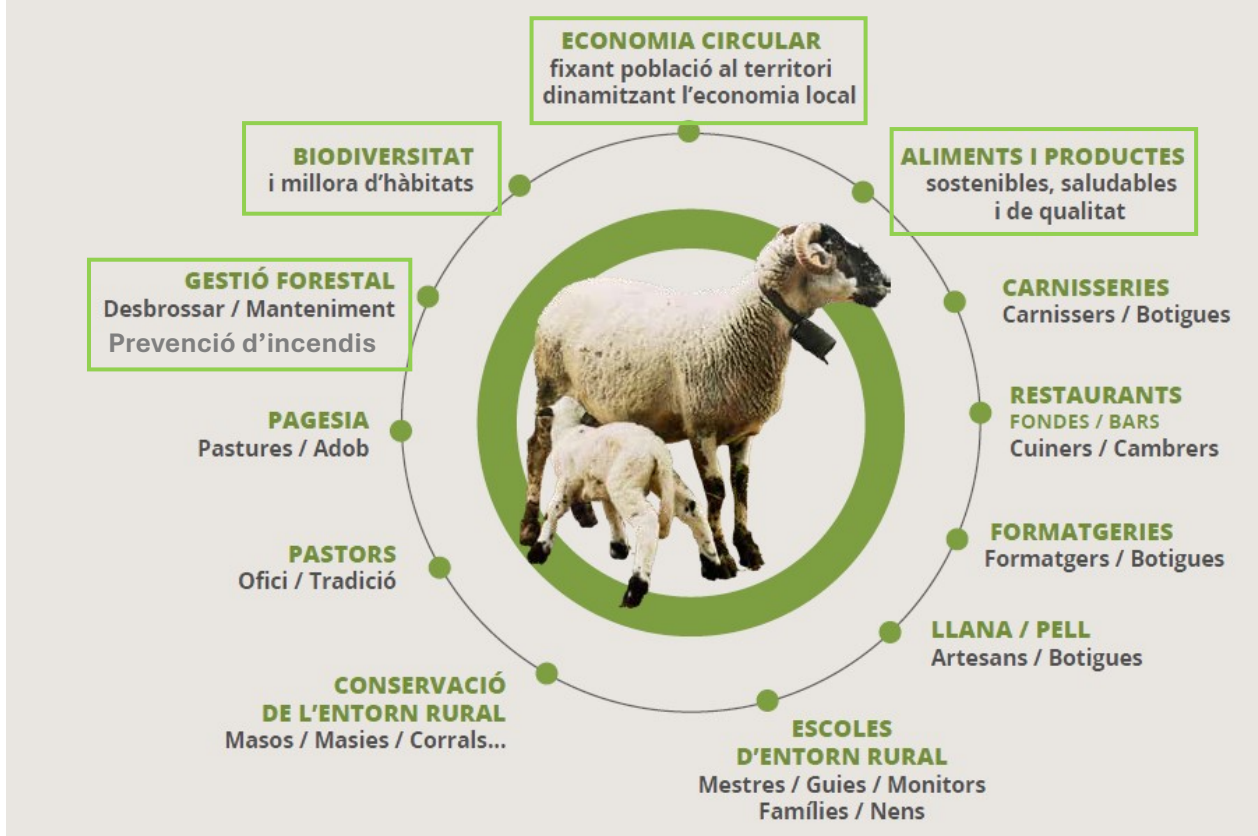 ECONOMIA CIRCULAR
fixant població al territori
dinamitzant l'economia local
BIODIVERSITAT
i millora d'hàbitats
ALIMENTS I PRODUCTES
sostenibles, saludables
i de qualitat
GESTIÓ FORESTAL
Desbrossar / Manteniment
Prevenció d'incendis
CARNISSERIES
Carnissers / Botigues
PAGESIA
Pastures / Adob
RESTAURANTS
FONDES / BARS
Cuiners / Cambrers
PASTORS
Ofici / Tradició
FORMATGERIES
Formatgers / Botigues
LLANA / PELL
Artesans / Botigues
CONSERVACIÓ
DE L'ENTORN RURAL
Masos / Masies / Corrals...
ESCOLES
D'ENTORN RURAL
Mestres / Guies / Monitors
Famílies / Nens